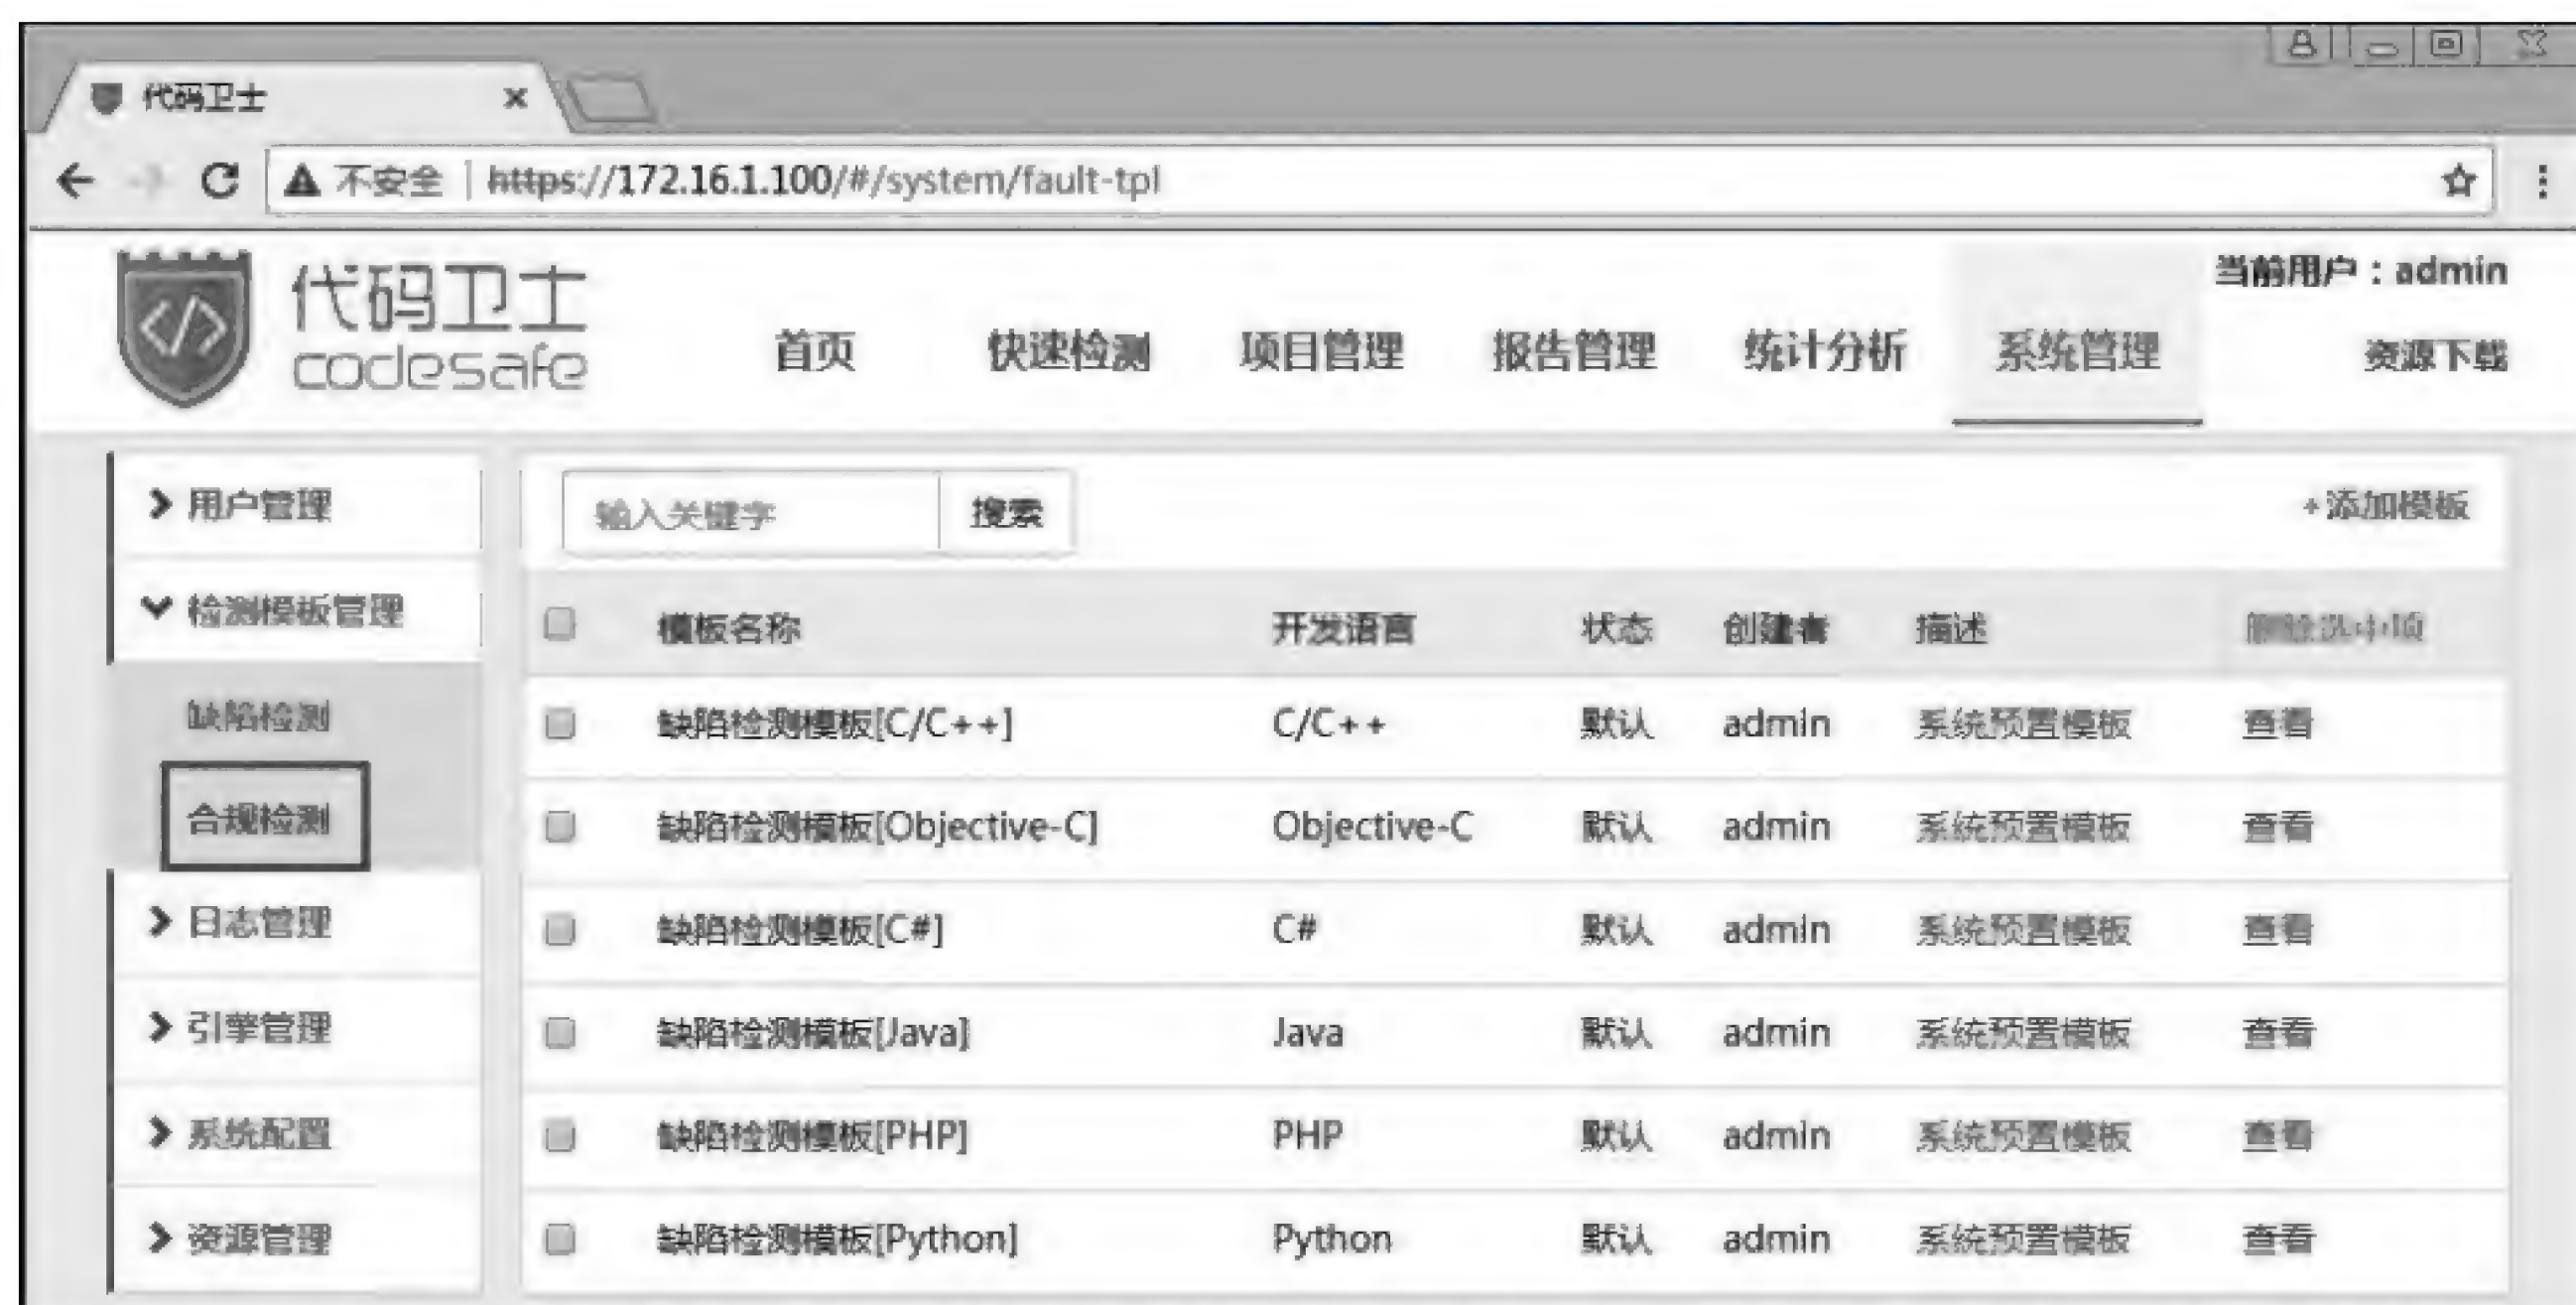 代码卫士
不安全 https://172.16.1.100/#/system/fault-tpl
代码卫士
codesafe
当前用户：admin
首页 快速检测 项目管理 报告管理 统计分析 系统管理 资源下载
用户管理
检测模板管理
缺陷检测
合规检测
日志管理
引擎管理
系统配置
资源管理
输入关键字 搜索 +添加模板
模板名称 开发语言 状态 创建者 描述 删除选中项
缺陷检测模板[C/C++] C/C++ 默认 admin 系统预置模板 查看
缺陷检测模板[Objective-C] Objective-C 默认 admin 系统预置模板 查看
缺陷检测模板[C#] C# 默认 admin 系统预置模板 查看
缺陷检测模板[Java] Java 默认 admin 系统预置模板 查看
缺陷检测模板[PHP] PHP 默认 admin 系统预置模板 查看
缺陷检测模板[Python] Python 默认 admin 系统预置模板 查看